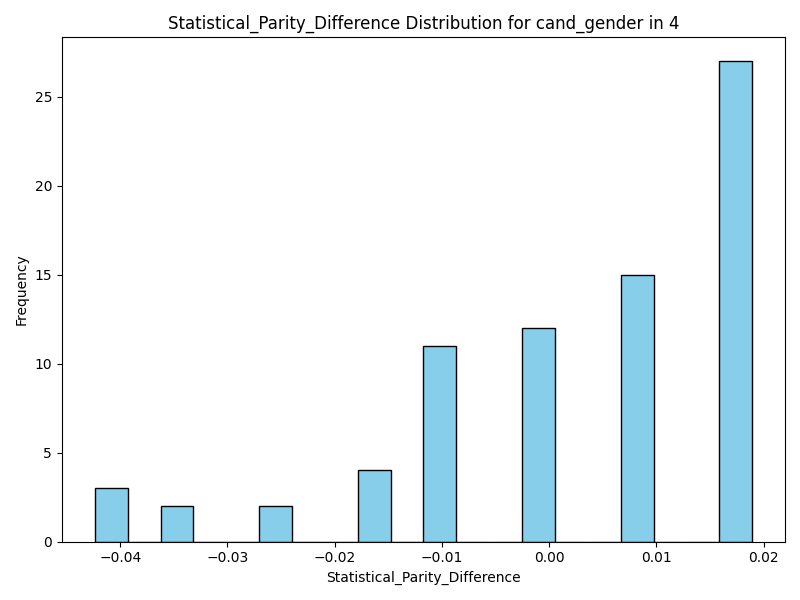 Statistical_Parity_Difference Distribution for cand_gender in 4
Frequency
25
20
15
10
5
0
−0.04 −0.03 −0.02 −0.01 0.00 0.01 0.02
Statistical_Parity_Difference